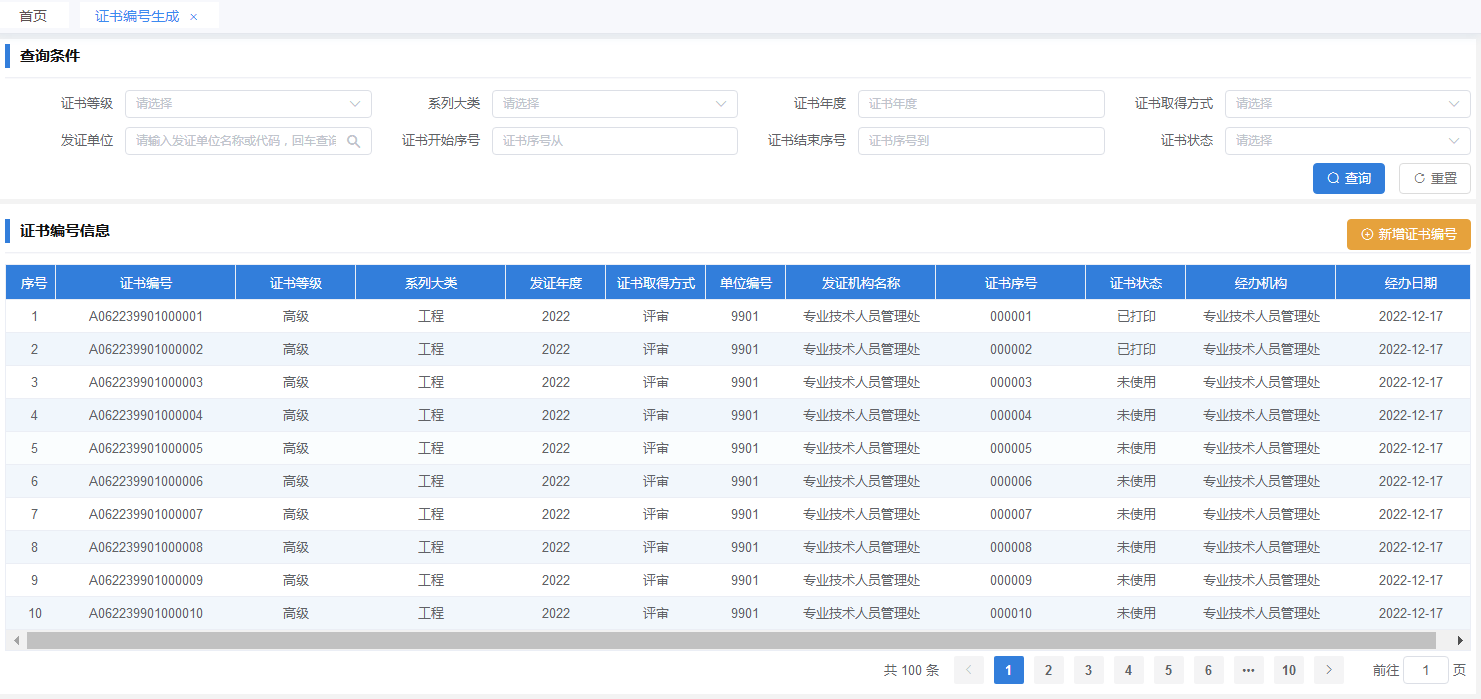 首页 证书编号生成 ×
查询条件
证书等级 请选择 系列大类 请选择 证书年度 证书年度 证书取得方式 请选择
发证单位 请输入发证单位名称或代码，回车查询 证书开始序号 证书序号从 证书结束序号 证书序号到 证书状态 请选择
查询 重置
证书编号信息 新增证书编号
序号 证书编号 证书等级 系列大类 发证年度 证书取得方式 单位编号 发证机构名称 证书序号 证书状态 经办机构 经办日期
1 A062239901000001 高级 工程 2022 评审 9901 专业技术人员管理处 000001 已打印 专业技术人员管理处 2022-12-17
2 A062239901000002 高级 工程 2022 评审 9901 专业技术人员管理处 000002 已打印 专业技术人员管理处 2022-12-17
3 A062239901000003 高级 工程 2022 评审 9901 专业技术人员管理处 000003 未使用 专业技术人员管理处 2022-12-17
4 A062239901000004 高级 工程 2022 评审 9901 专业技术人员管理处 000004 未使用 专业技术人员管理处 2022-12-17
5 A062239901000005 高级 工程 2022 评审 9901 专业技术人员管理处 000005 未使用 专业技术人员管理处 2022-12-17
6 A062239901000006 高级 工程 2022 评审 9901 专业技术人员管理处 000006 未使用 专业技术人员管理处 2022-12-17
7 A062239901000007 高级 工程 2022 评审 9901 专业技术人员管理处 000007 未使用 专业技术人员管理处 2022-12-17
8 A062239901000008 高级 工程 2022 评审 9901 专业技术人员管理处 000008 未使用 专业技术人员管理处 2022-12-17
9 A062239901000009 高级 工程 2022 评审 9901 专业技术人员管理处 000009 未使用 专业技术人员管理处 2022-12-17
10 A062239901000010 高级 工程 2022 评审 9901 专业技术人员管理处 000010 未使用 专业技术人员管理处 2022-12-17
共 100 条 1 2 3 4 5 6 ··· 10 前往 1 页